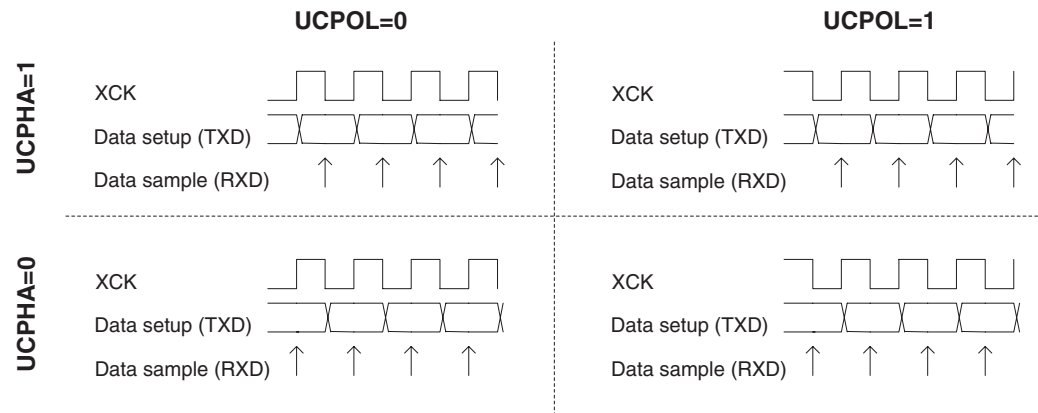 UCPOL=0 UCPOL=1
UCPHA=1
XCK XCK
Data setup (TXD) Data setup (TXD)
Data sample (RXD) Data sample (RXD)
UCPHA=0
XCK XCK
Data setup (TXD) Data setup (TXD)
Data sample (RXD) Data sample (RXD)